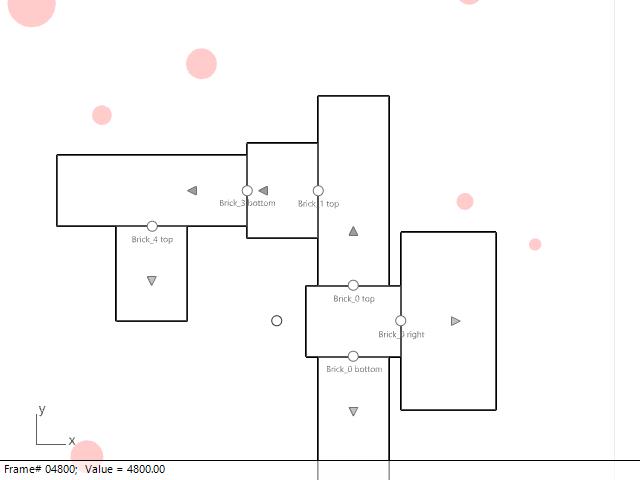 Brick_3 bottom
Brick_1 top
Brick_4 top
Brick_0 top
Brick_0 right
Brick_0 bottom
y
x
Frame# 04800; Value = 4800.00